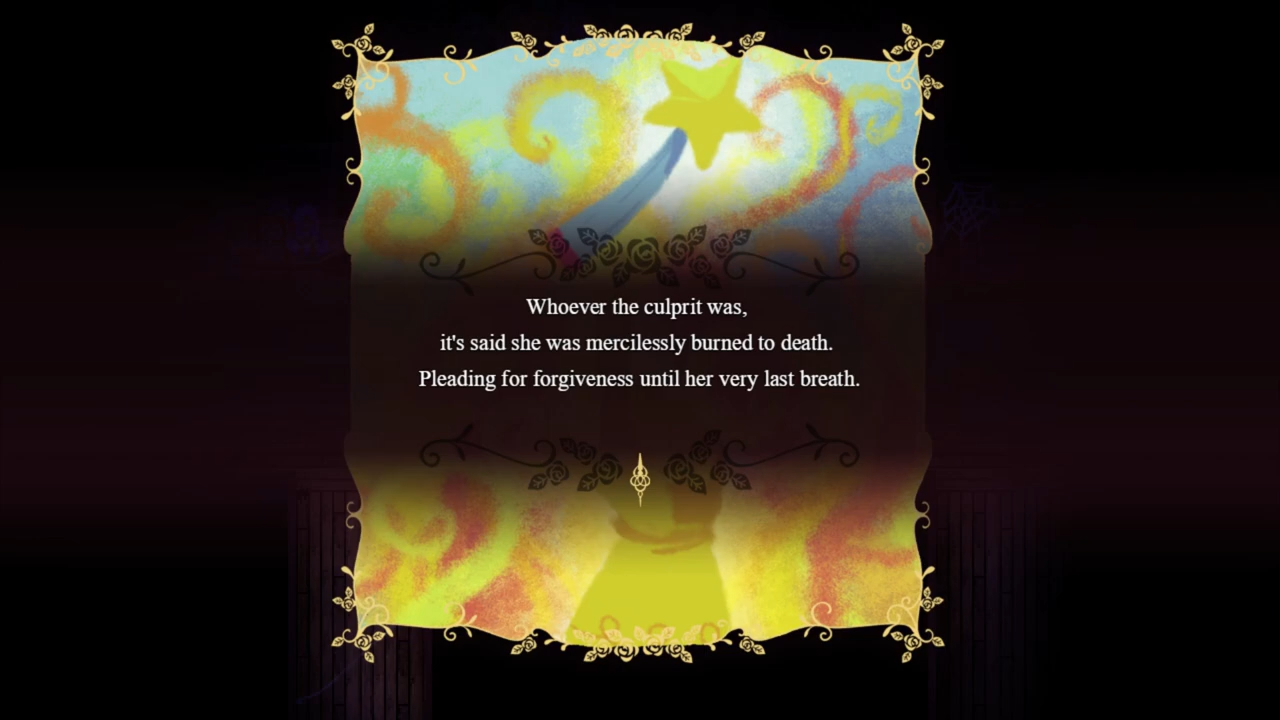 Whoever the culprit was,
it's said she was mercilessly burned to death.
Pleading for forgiveness until her very last breath.